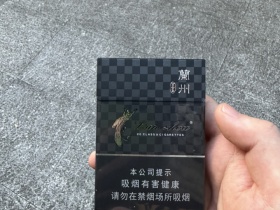 蘭州
本公司提示
吸烟有害健康
请勿在禁烟场所吸烟